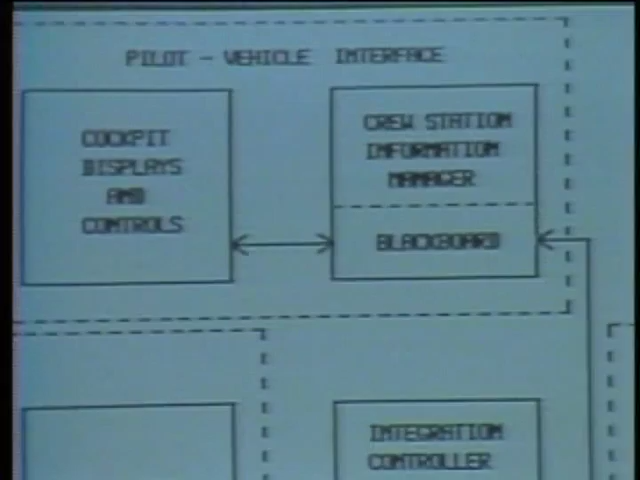 PILOT - VEHICLE INTERFACE
COCKPIT
DISPLAYS
AND
CONTROLS
CREW STATION
INFORMATION
MANAGER
BLACKBOARD
INTEGRATION
CONTROLLER